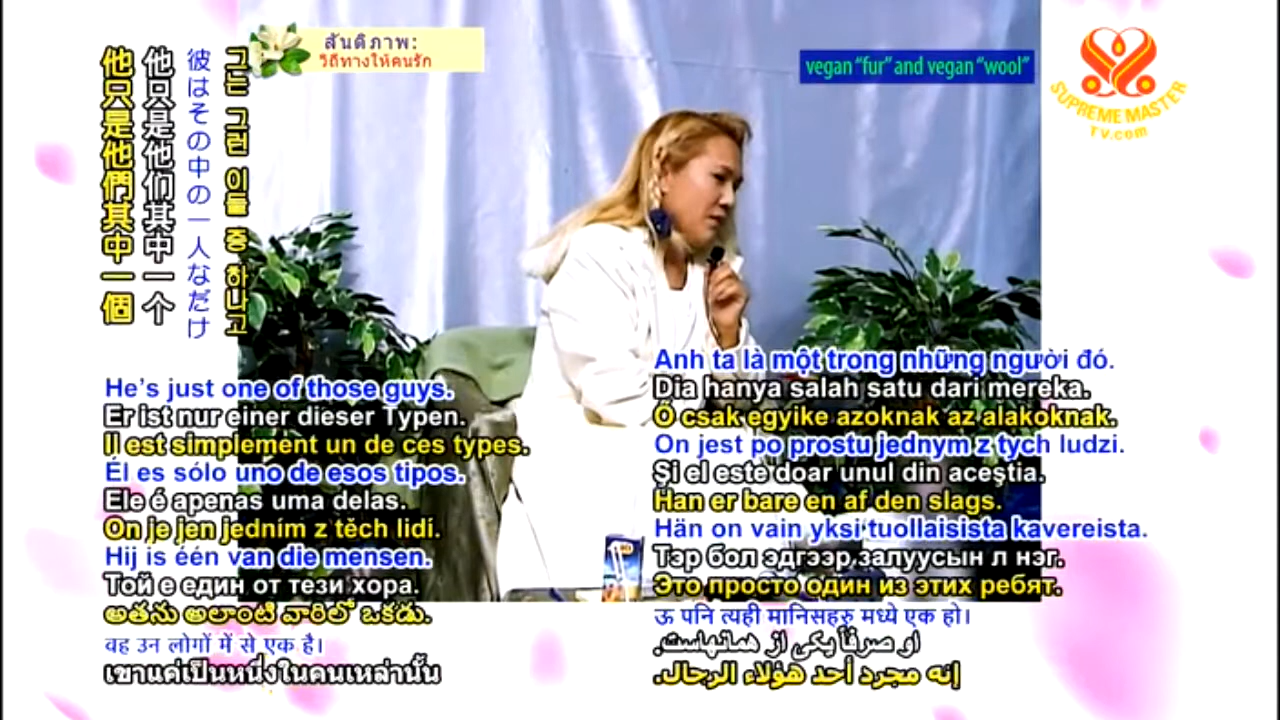 สันติภาพ:
วิถีทางให้คนรัก
vegan “fur” and vegan “wool”
SUPREME MASTER
TV.com
他只是他們其中一個
他只是他们其中一个
彼はその中の一人なだけ
그는 그런 이들 중 하나고
He’s just one of those guys.
Er ist nur einer dieser Typen.
Il est simplement un de ces types.
Él es sólo uno de esos tipos.
Ele é apenas uma delas.
On je jen jedním z těch lidí.
Hij is één van die mensen.
Той е един от тези хора.
అతను అలాంటి వారిలో ఒకడు.
वह उन लोगों में से एक है।
เขาแค่เป็นหนึ่งในคนเหล่านั้น
Anh ta là một trong những người đó.
Dia hanya salah satu dari mereka.
Ő csak egyike azoknak az alakoknak.
On jest po prostu jednym z tych ludzi.
Şi el este doar unul din aceştia.
Han er bare en af den slags.
Hän on vain yksi tuollaisista kavereista.
Тэр бол эдгээр залуусын л нэг.
Это просто один из этих ребят.
ऊ पनि त्यही मानिसहरु मध्ये एक हो।
او صرفاً یکی از همانهاست.
إنه مجرد أحد هؤلاء الرجال.